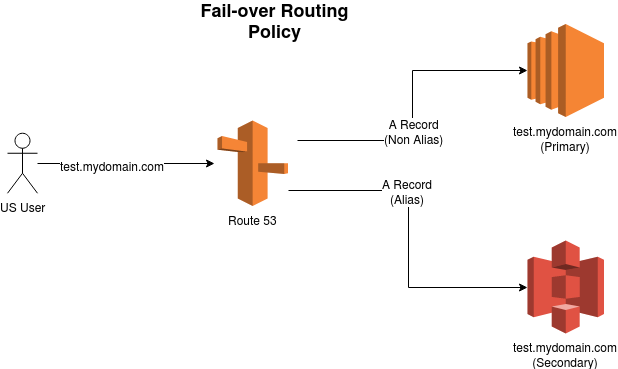 Fail-over Routing
Policy
A Record
(Non Alias)
test.mydomain.com
(Primary)
test.mydomain.com
A Record
(Alias)
US User
Route 53
test.mydomain.com
(Secondary)